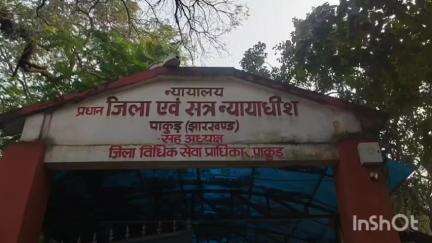 न्यायालय
प्रधान जिला एवं सत्र न्यायाधीश
पाकुड़ (झारखण्ड)
-सह अध्यक्ष
जिला विधिक सेवा प्राधिकार, पाकुड़
InShOt